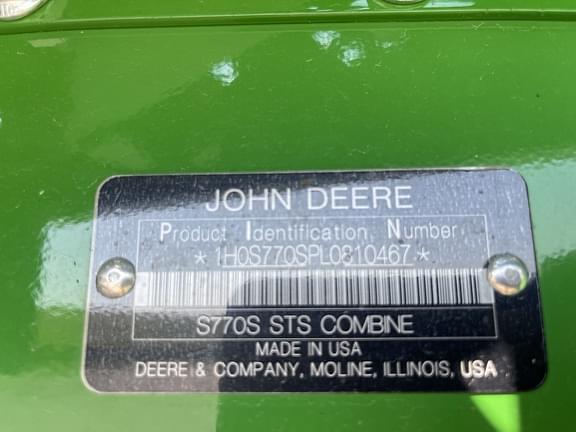 JOHN DEERE
Product Identification Number
*1H0S770SPL0810467*
S770S STS COMBINE
MADE IN USA
DEERE & COMPANY, MOLINE, ILLINOIS, USA